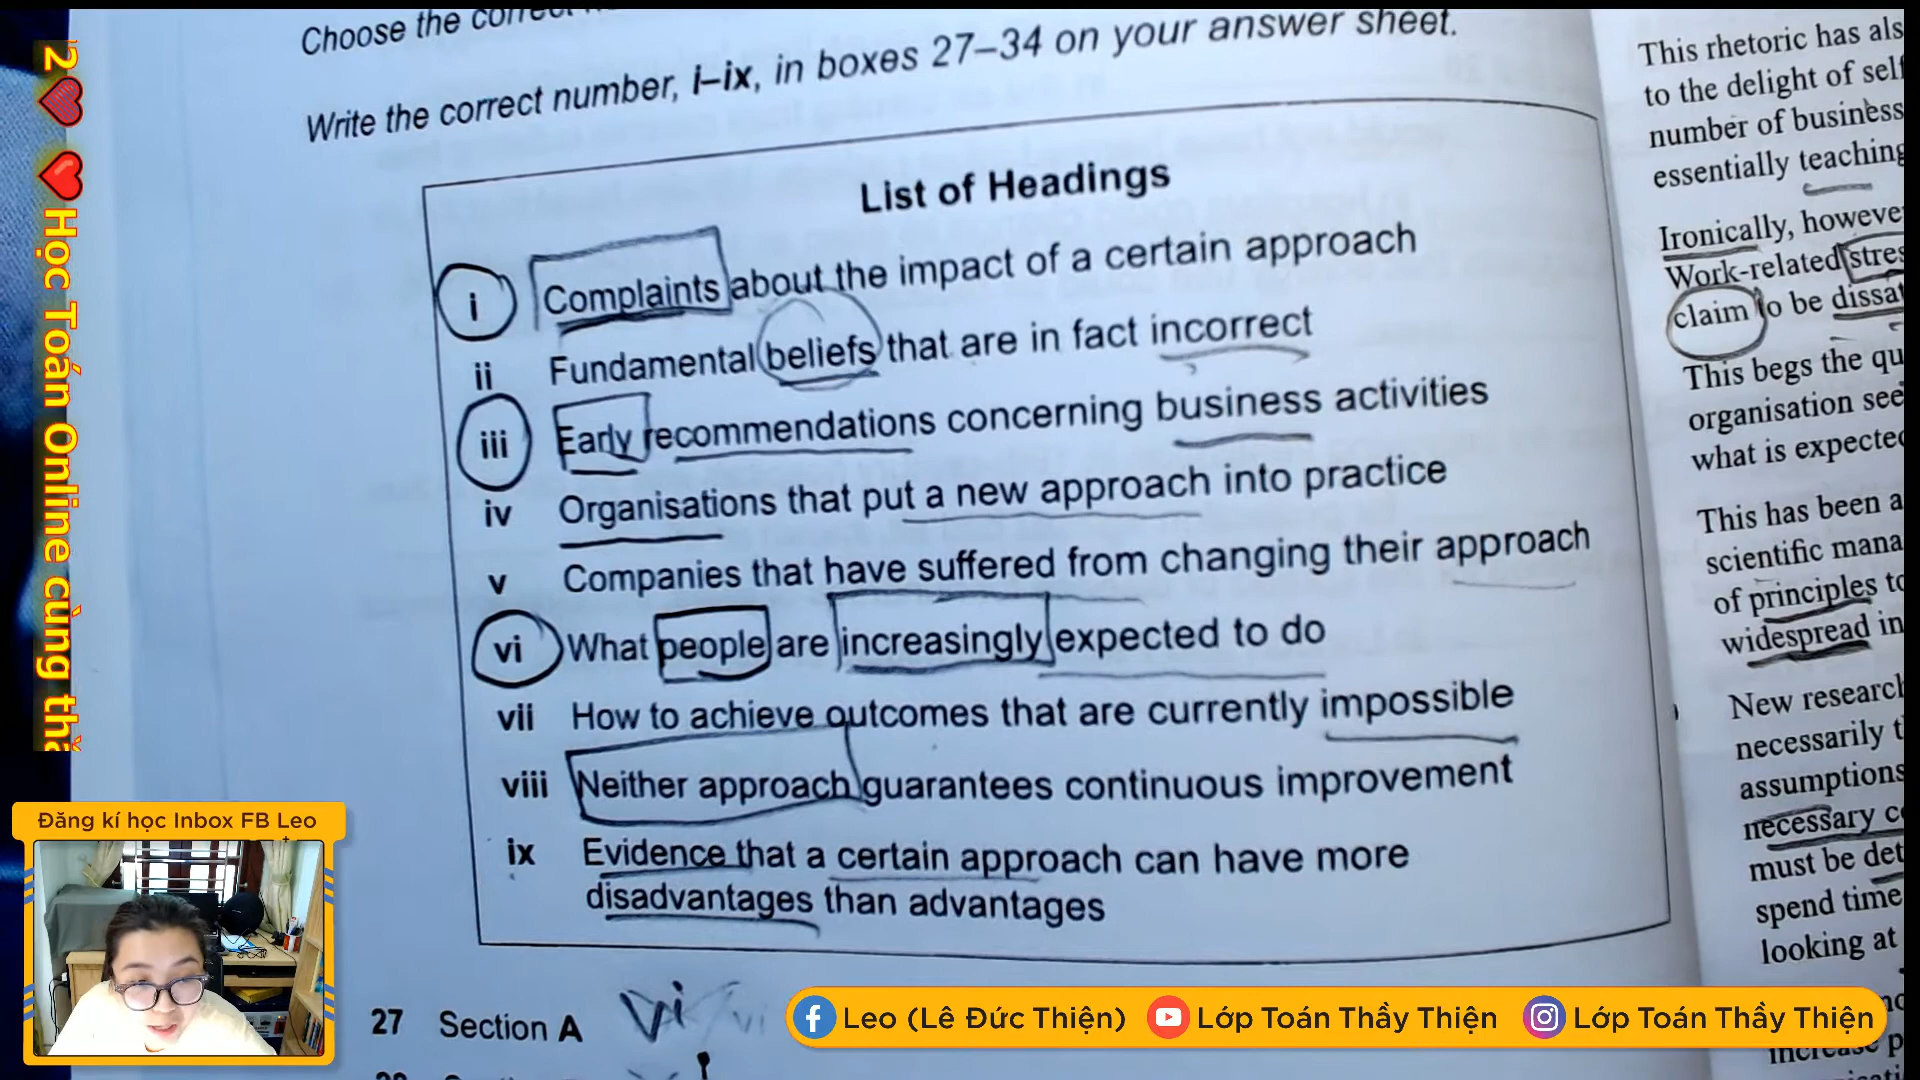 Choose the correct
Write the correct number, i–ix, in boxes 27–34 on your answer sheet.
List of Headings
i Complaints about the impact of a certain approach
ii Fundamental beliefs that are in fact incorrect
iii Early recommendations concerning business activities
iv Organisations that put a new approach into practice
v Companies that have suffered from changing their approach
vi What people are increasingly expected to do
vii How to achieve outcomes that are currently impossible
viii Neither approach guarantees continuous improvement
ix Evidence that a certain approach can have more
disadvantages than advantages
27 Section A vi
This rhetoric has als
to the delight of self
number of business
essentially teaching
Ironically, howeve
Work-related stres
claim to be dissat
This begs the qu
organisation see
what is expected
This has been a
scientific mana
of principles to
widespread in
New research
necessarily t
assumptions
necessary co
must be det
spend time
looking at
increase p
2❤️ ❤️Học Toán Online cùng thầ
Đăng kí học Inbox FB Leo
Leo (Lê Đức Thiện) Lớp Toán Thầy Thiện Lớp Toán Thầy Thiện